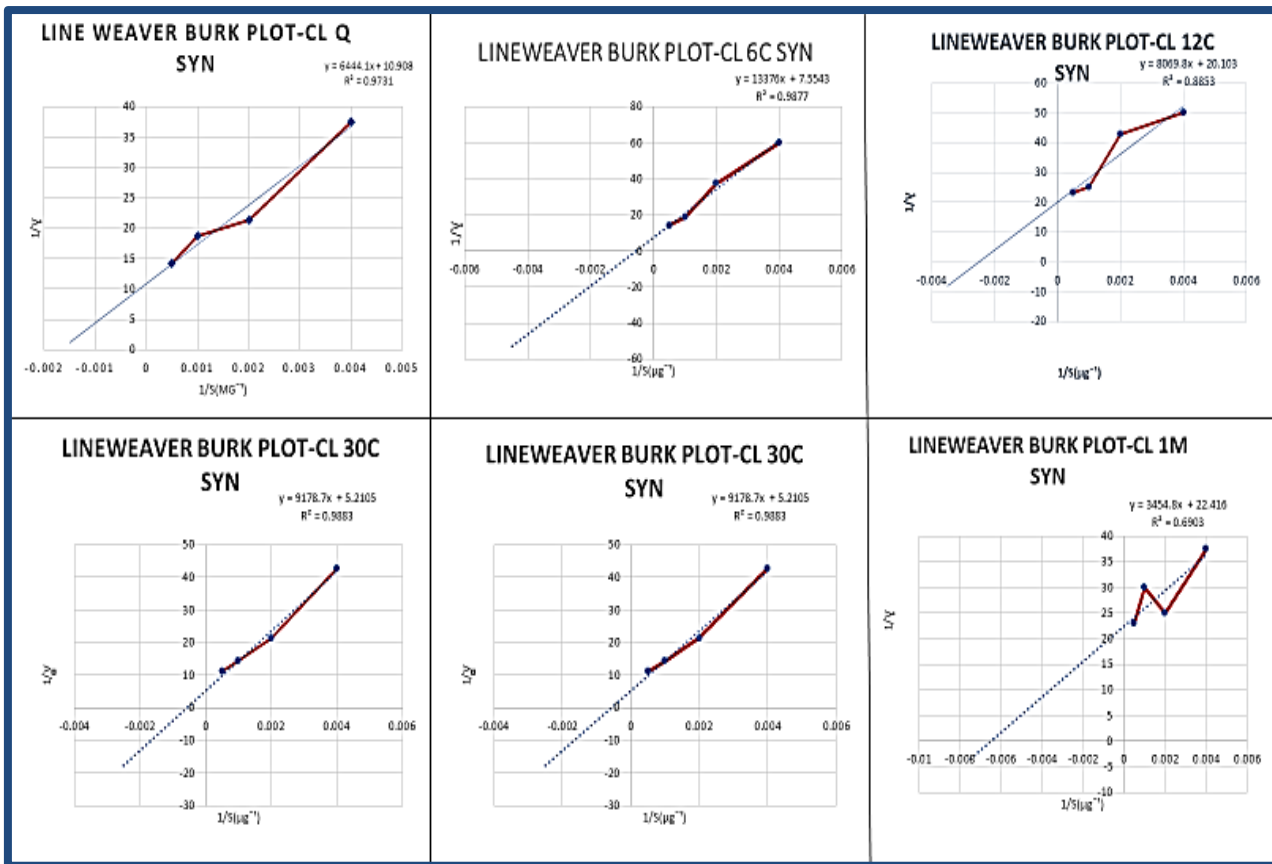 LINE WEAVER BURK PLOT-CL Q
SYN
y = 6444.1x + 10.908
R² = 0.9731
40
35
30
25
20
15
10
5
0
-0.002 -0.001 0 0.001 0.002 0.003 0.004 0.005
1/V
1/S(MG⁻¹)
LINEWEAVER BURK PLOT-CL 6C SYN
y = 13376x + 7.5543
R² = 0.9877
80
60
40
20
0
-20
-40
-60
-0.006 -0.004 -0.002 0 0.002 0.004 0.006
1/V
1/S(µg⁻¹)
LINEWEAVER BURK PLOT-CL 12C
SYN
y = 8069.8x + 20.103
R² = 0.8853
60
50
40
30
20
10
0
-10
-20
-0.004 -0.002 0 0.002 0.004 0.006
1/V
1/S(µg⁻¹)
LINEWEAVER BURK PLOT-CL 30C
SYN
y = 9178.7x + 5.2105
R² = 0.9883
50
40
30
20
10
0
-10
-20
-30
-0.004 -0.002 0 0.002 0.004 0.006
1/S(µg⁻¹)
LINEWEAVER BURK PLOT-CL 30C
SYN
y = 9178.7x + 5.2105
R² = 0.9883
50
40
30
20
10
0
-10
-20
-30
-0.004 -0.002 0 0.002 0.004 0.006
1/S(µg⁻¹)
LINEWEAVER BURK PLOT-CL 1M
SYN
y = 3454.8x + 22.416
R² = 0.6903
40
35
30
25
20
15
10
5
0
-5
-10
-0.01 -0.008 -0.006 -0.004 -0.002 0 0.002 0.004 0.006
1/V
1/S(µg⁻¹)